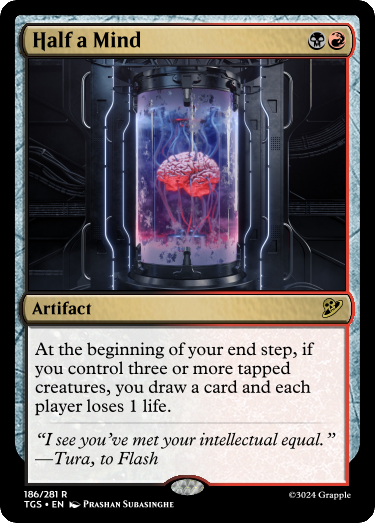 Half a Mind
Artifact
At the beginning of your end step, if
you control three or more tapped
creatures, you draw a card and each
player loses 1 life.
“I see you’ve met your intellectual equal.”
—Tura, to Flash
186/281 R
TGS • EN Prashan Subasinghe
©3024 Grapple